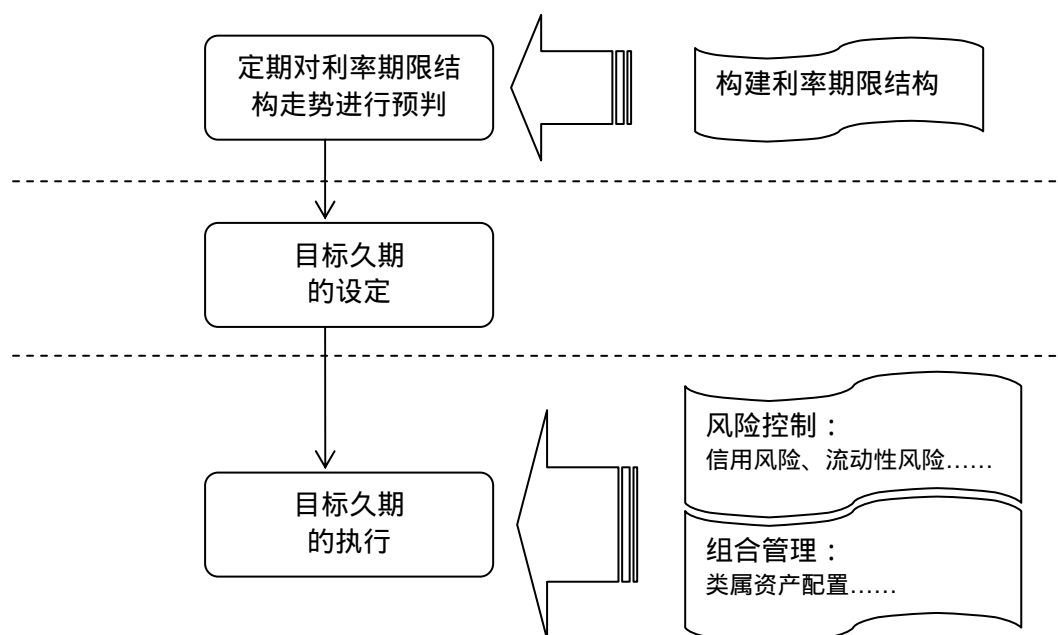 定期对利率期限结
构走势进行预判
构建利率期限结构
目标久期
的设定
风险控制：
信用风险、流动性风险……
目标久期
的执行
组合管理：
类属资产配置……